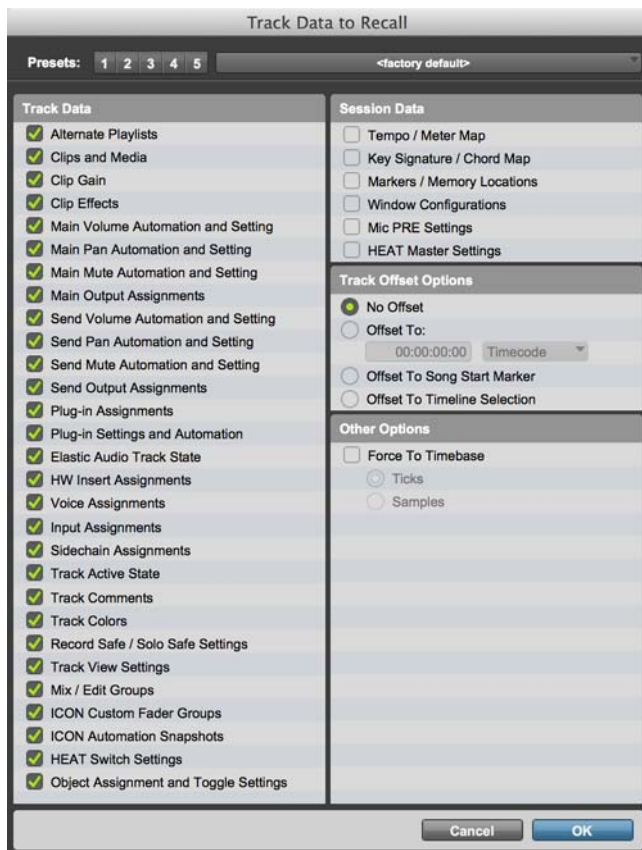 Track Data to Recall
Presets: 1 2 3 4 5 <factory default>
Track Data
Alternate Playlists
Clips and Media
Clip Gain
Clip Effects
Main Volume Automation and Setting
Main Pan Automation and Setting
Main Mute Automation and Setting
Main Output Assignments
Send Volume Automation and Setting
Send Pan Automation and Setting
Send Mute Automation and Setting
Send Output Assignments
Plug-in Assignments
Plug-in Settings and Automation
Elastic Audio Track State
HW Insert Assignments
Voice Assignments
Input Assignments
Sidechain Assignments
Track Active State
Track Comments
Track Colors
Record Safe / Solo Safe Settings
Track View Settings
Mix / Edit Groups
ICON Custom Fader Groups
ICON Automation Snapshots
HEAT Switch Settings
Object Assignment and Toggle Settings
Session Data
Tempo / Meter Map
Key Signature / Chord Map
Markers / Memory Locations
Window Configurations
Mic PRE Settings
HEAT Master Settings
Track Offset Options
No Offset
Offset To:
00:00:00:00 Timecode
Offset To Song Start Marker
Offset To Timeline Selection
Other Options
Force To Timebase
Ticks
Samples
Cancel OK